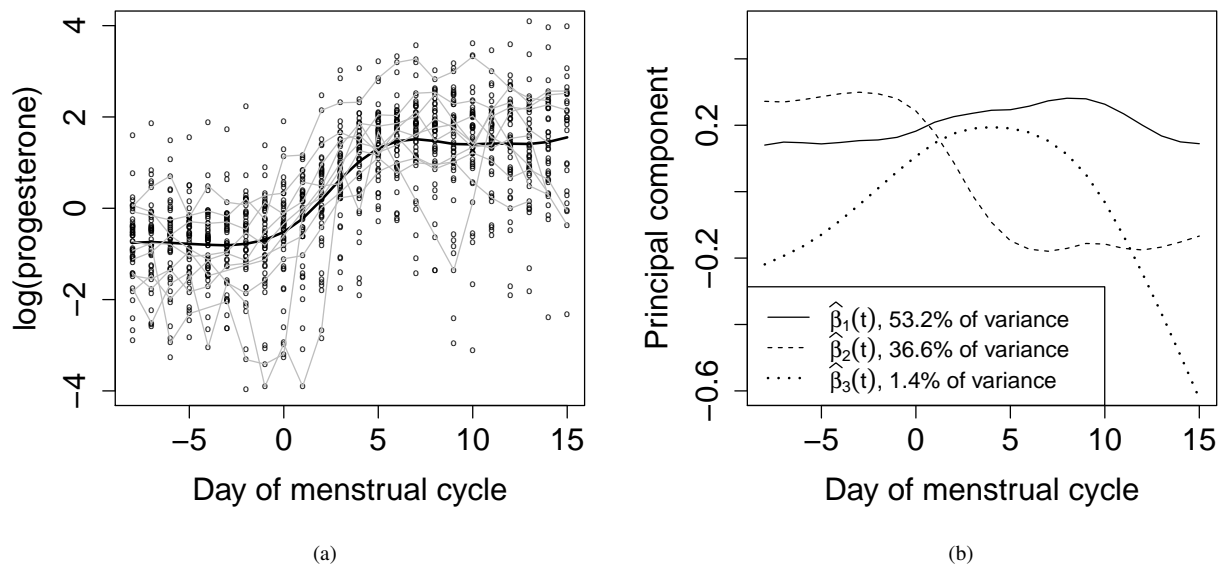 log(progesterone)
4
2
0
−2
−4
−5
0
5
10
15
Day of menstrual cycle
(a)
Principal component
0.2
−0.2
−0.6
β̂₁(t), 53.2% of variance
β̂₂(t), 36.6% of variance
β̂₃(t), 1.4% of variance
−5
0
5
10
15
Day of menstrual cycle
(b)